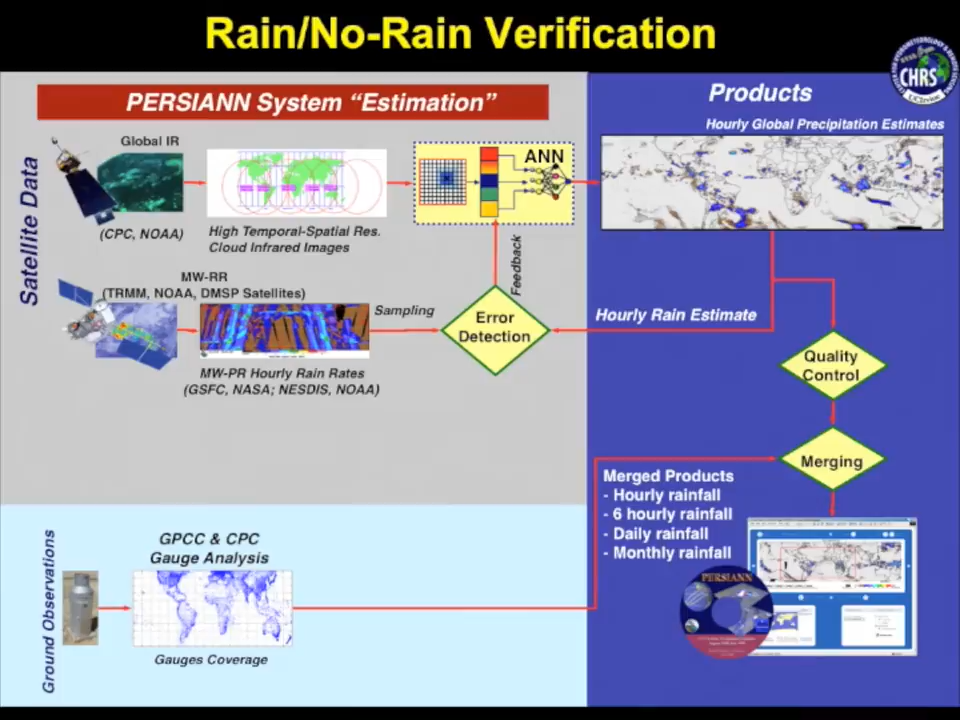 Rain/No-Rain Verification
CHRS
UCIrvine
PERSIANN System “Estimation”
Products
Hourly Global Precipitation Estimates
Satellite Data
Global IR
(CPC, NOAA)
High Temporal-Spatial Res.
Cloud Infrared Images
ANN
Feedback
MW-RR
(TRMM, NOAA, DMSP Satellites)
Sampling
MW-PR Hourly Rain Rates
(GSFC, NASA; NESDIS, NOAA)
Error
Detection
Hourly Rain Estimate
Quality
Control
Merging
Merged Products
- Hourly rainfall
- 6 hourly rainfall
- Daily rainfall
- Monthly rainfall
PERSIANN
Ground Observations
GPCC & CPC
Gauge Analysis
Gauges Coverage